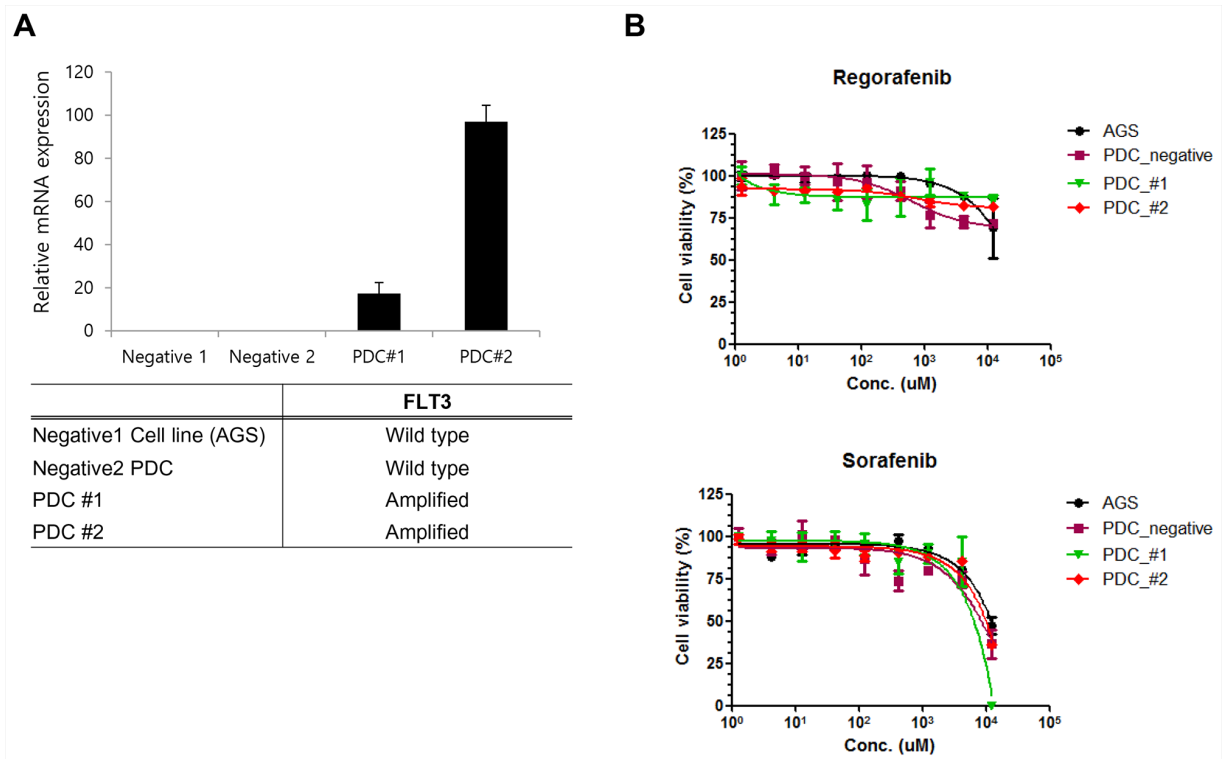 A
Relative mRNA expression
120
100
80
60
40
20
0
Negative 1 Negative 2 PDC#1 PDC#2
FLT3
Negative1 Cell line (AGS) Wild type
Negative2 PDC Wild type
PDC #1 Amplified
PDC #2 Amplified
B
Regorafenib
Cell viability (%)
125
100
75
50
25
0
10⁰ 10¹ 10² 10³ 10⁴ 10⁵
Conc. (uM)
AGS
PDC_negative
PDC_#1
PDC_#2
Sorafenib
Cell viability (%)
125
100
75
50
25
0
10⁰ 10¹ 10² 10³ 10⁴ 10⁵
Conc. (uM)
AGS
PDC_negative
PDC_#1
PDC_#2